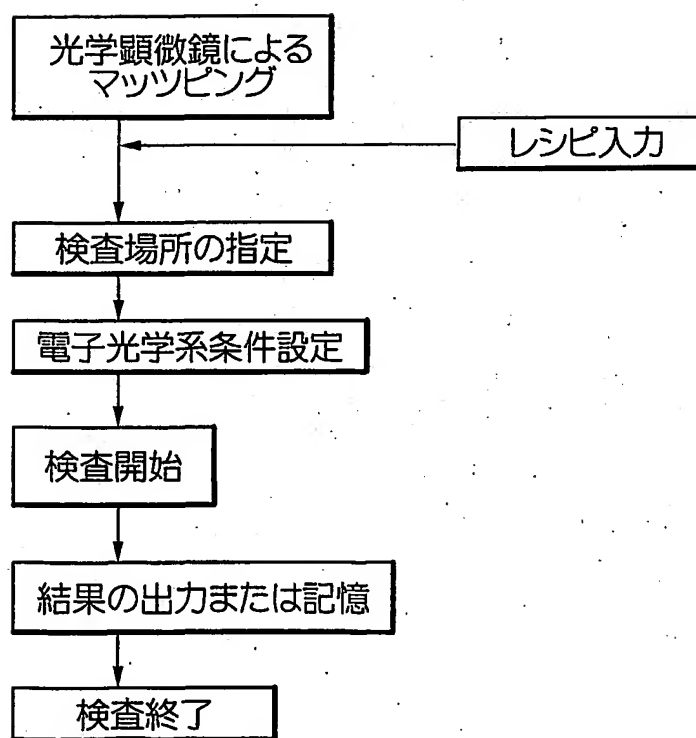 光学顕微鏡による
マッツピング
レシピ入力
検査場所の指定
電子光学系条件設定
検査開始
結果の出力または記憶
検査終了